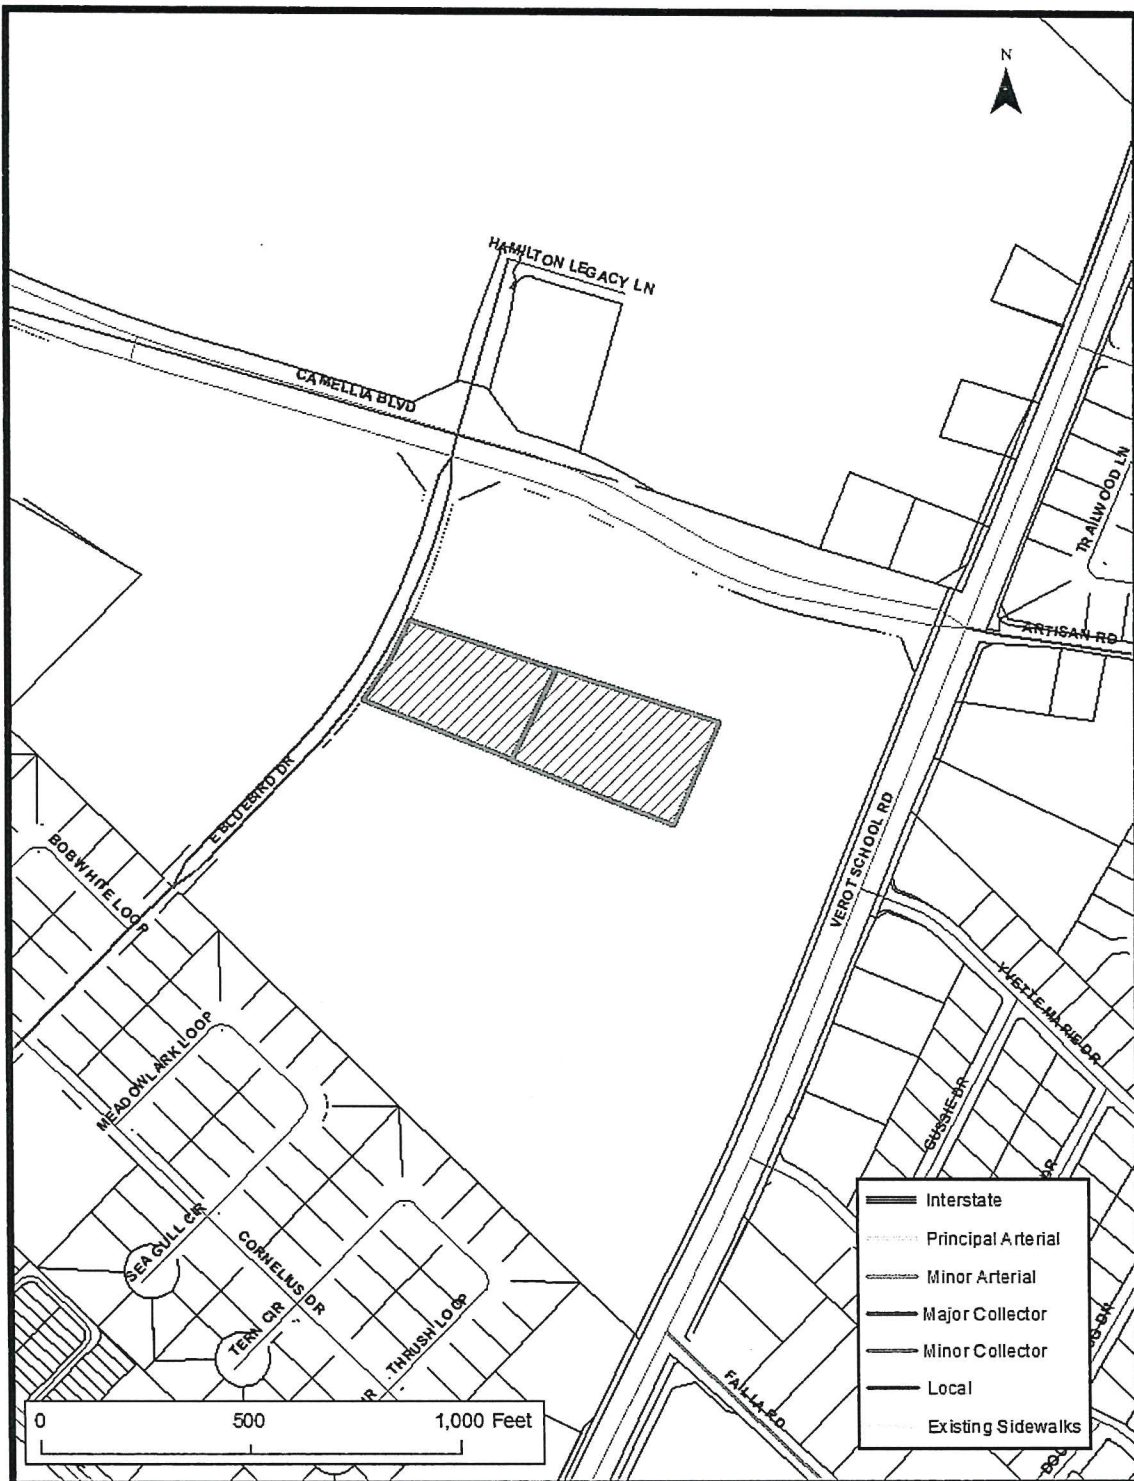 N
HAMILTON LEGACY LN
CAMELLIA BLVD
TRAILWOOD LN
ARTISAN RD
E BLUEBIRD DR
VEROT SCHOOL RD
BOBWHITE LOOP
YVETTE MARIE DR
MEADOWLARK LOOP
GUSSIE DR
DR
SEA GULL CIR
CORNELIUS DR
TERN CIR
THRUSH LOOP
FAILLA RD
DR
Interstate
Principal Arterial
Minor Arterial
Major Collector
Minor Collector
Local
Existing Sidewalks
0 500 1,000 Feet